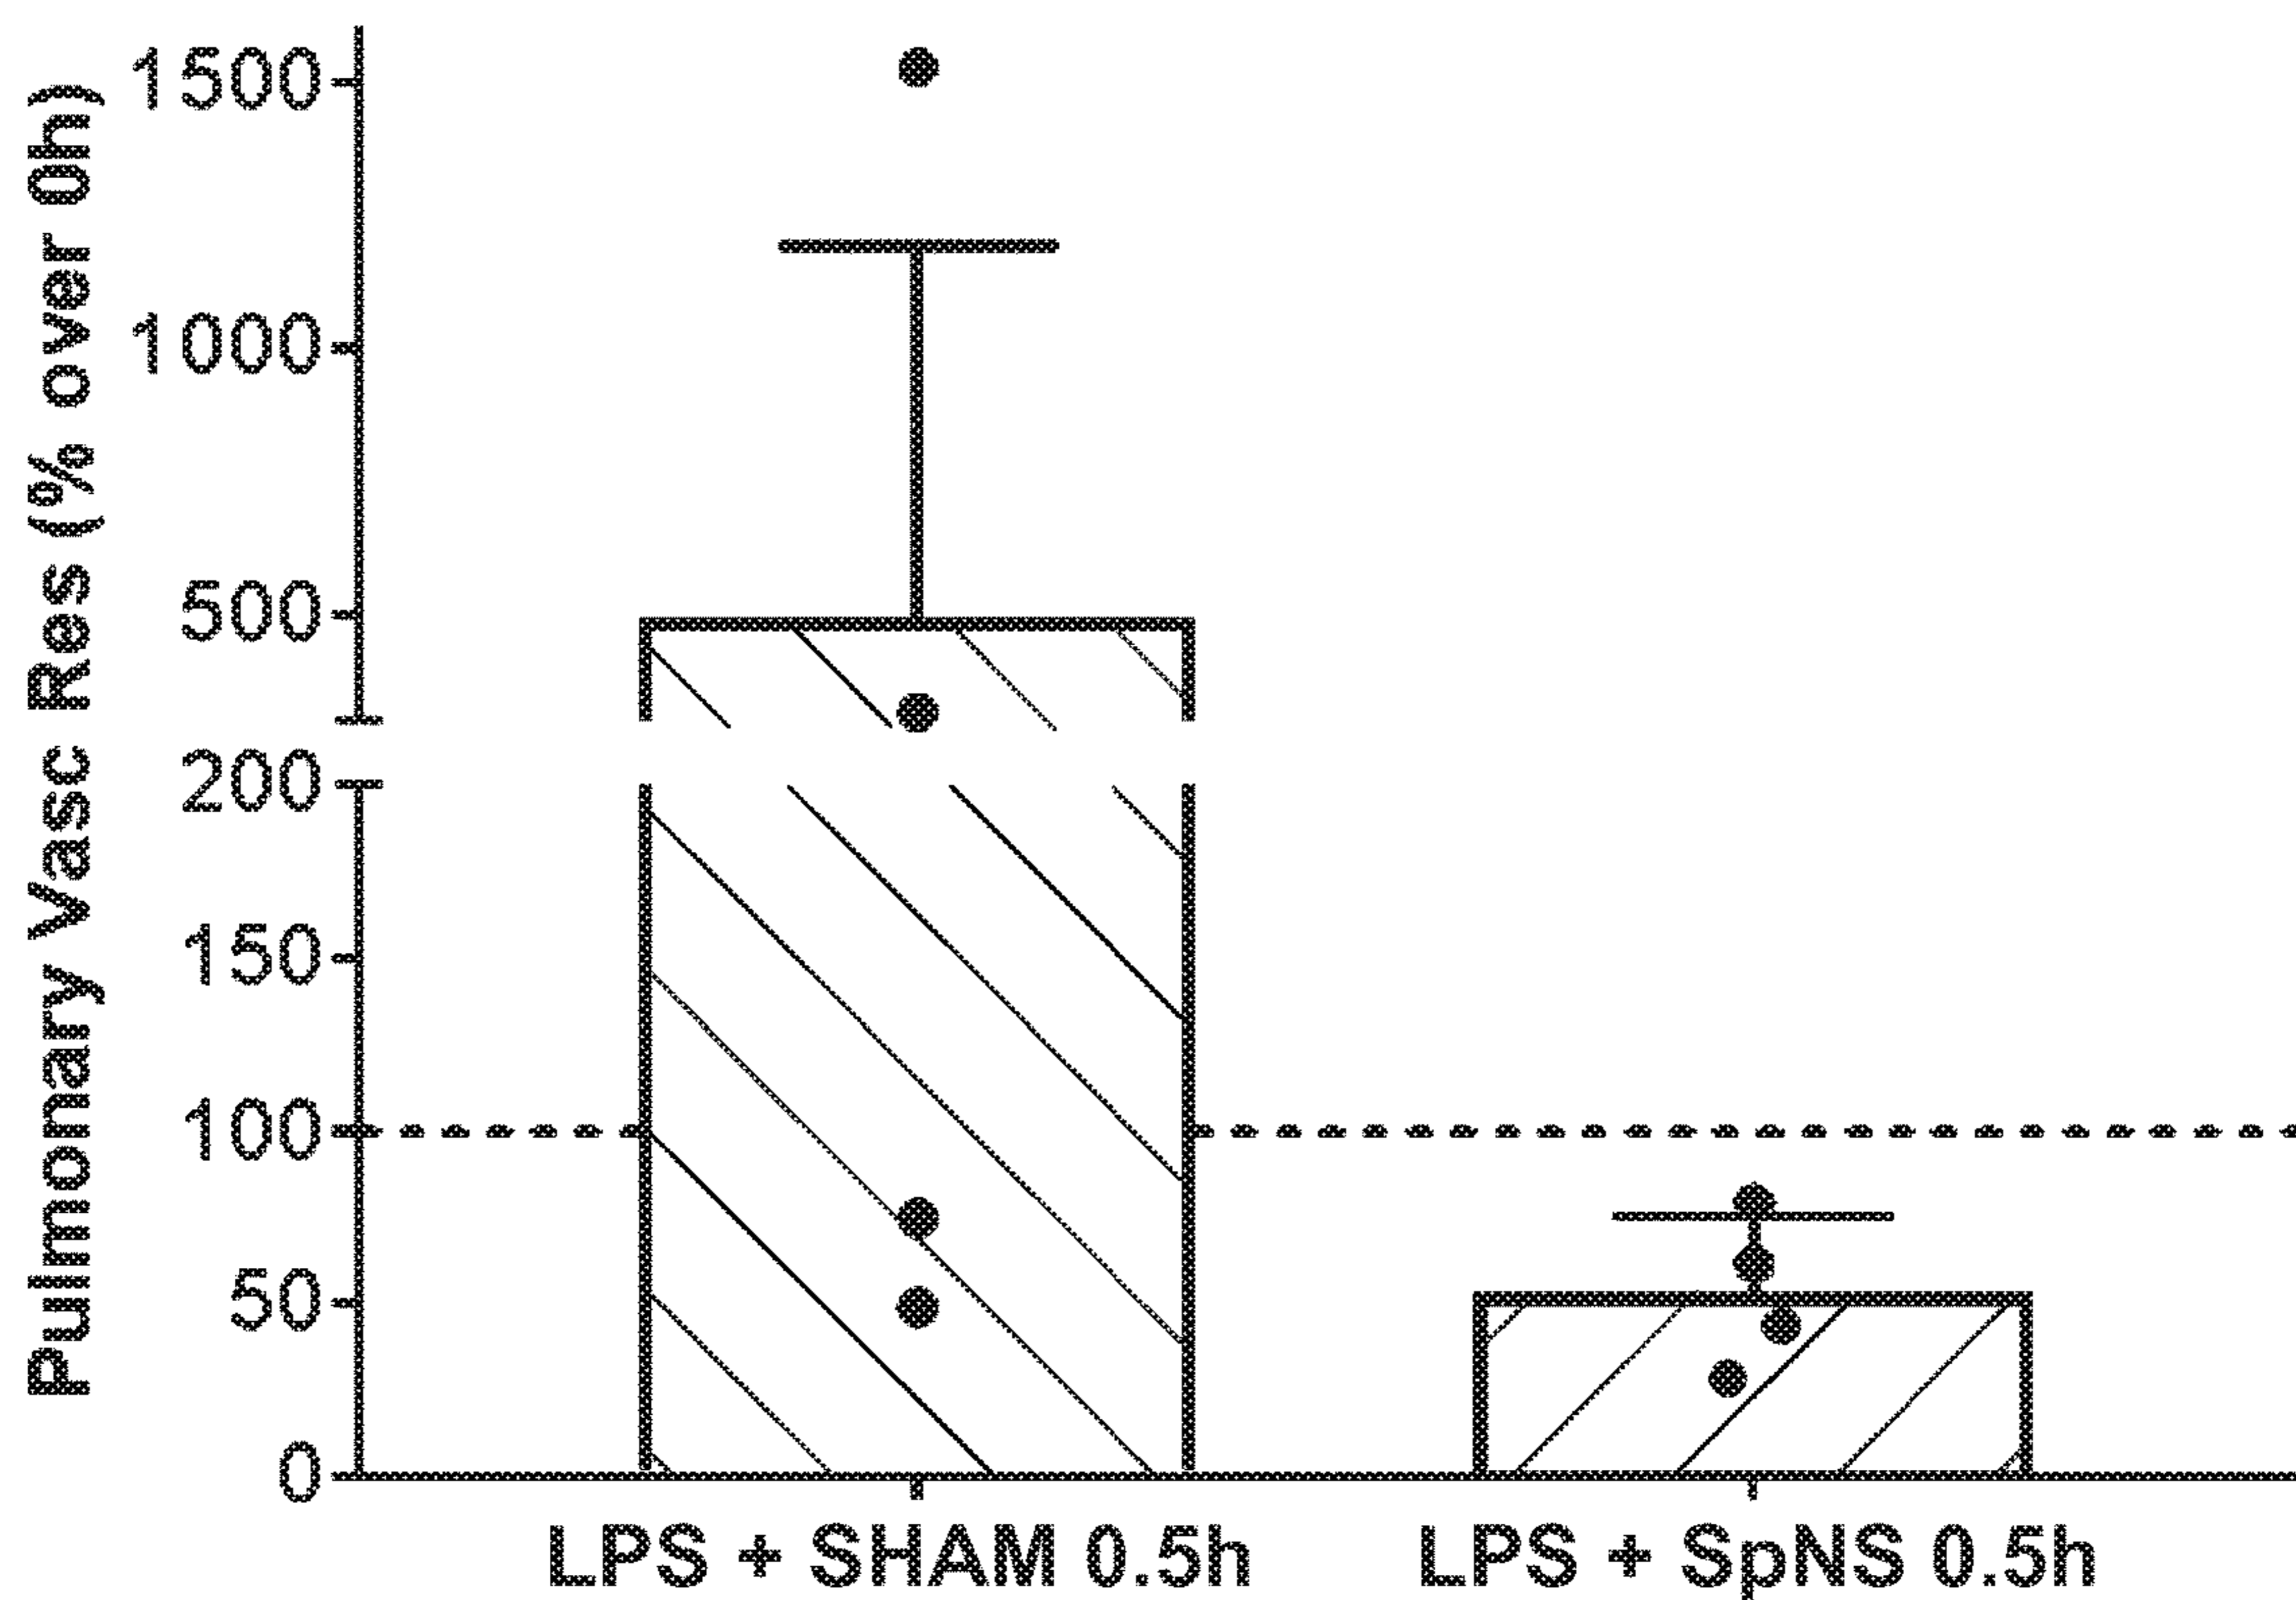 Pulmonary Vasc Res (% over 0h)
1500
1000
500
200
150
100
50
0
LPS + SHAM 0.5h
LPS + SpNS 0.5h